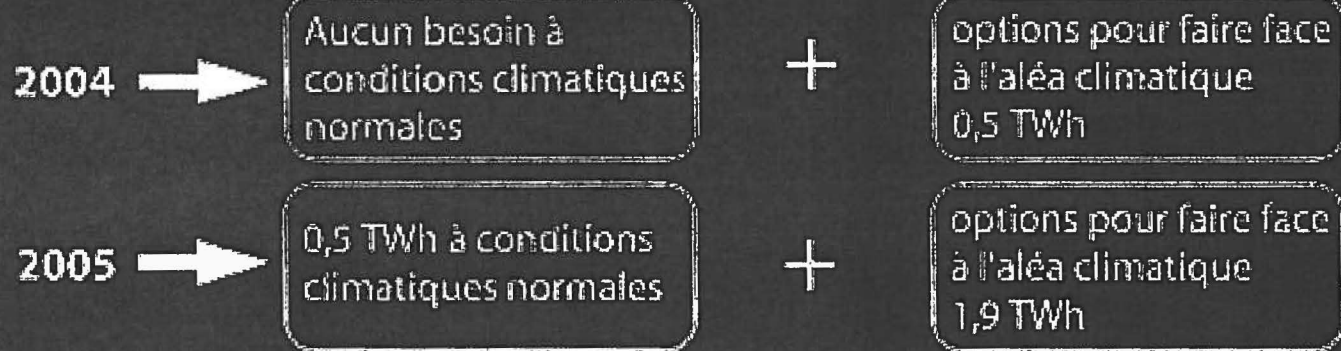 2004
Aucun besoin à
conditions climatiques
normales
+
options pour faire face
à l'aléa climatique
0,5 TWh
2005
0,5 TWh à conditions
climatiques normales
+
options pour faire face
à l'aléa climatique
1,9 TWh